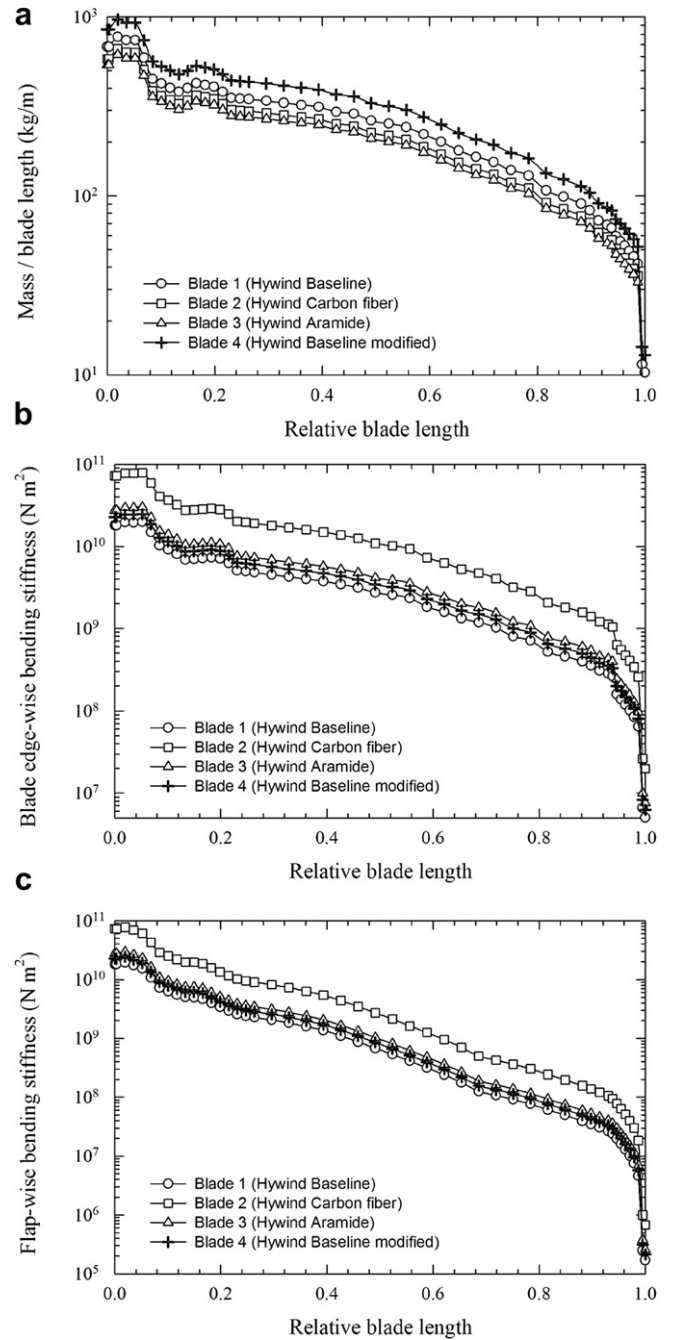 a
10³
10²
10¹
Mass / blade length (kg/m)
Blade 1 (Hywind Baseline)
Blade 2 (Hywind Carbon fiber)
Blade 3 (Hywind Aramide)
Blade 4 (Hywind Baseline modified)
0.0 0.2 0.4 0.6 0.8 1.0
Relative blade length
b
10¹¹
10¹⁰
10⁹
10⁸
10⁷
Blade edge-wise bending stiffness (N m²)
Blade 1 (Hywind Baseline)
Blade 2 (Hywind Carbon fiber)
Blade 3 (Hywind Aramide)
Blade 4 (Hywind Baseline modified)
0.0 0.2 0.4 0.6 0.8 1.0
Relative blade length
c
10¹¹
10¹⁰
10⁹
10⁸
10⁷
10⁶
10⁵
Flap-wise bending stiffness (N m²)
Blade 1 (Hywind Baseline)
Blade 2 (Hywind Carbon fiber)
Blade 3 (Hywind Aramide)
Blade 4 (Hywind Baseline modified)
0.0 0.2 0.4 0.6 0.8 1.0
Relative blade length